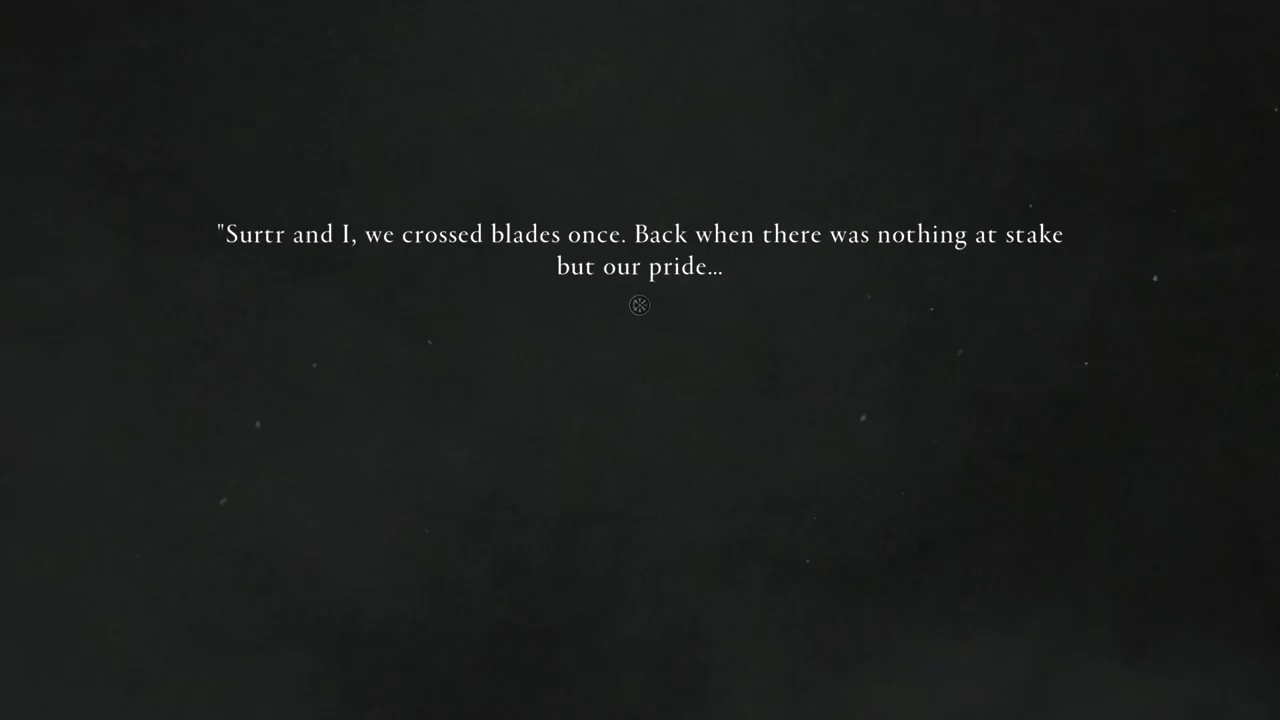 "Surtr and I, we crossed blades once. Back when there was nothing at stake
but our pride...